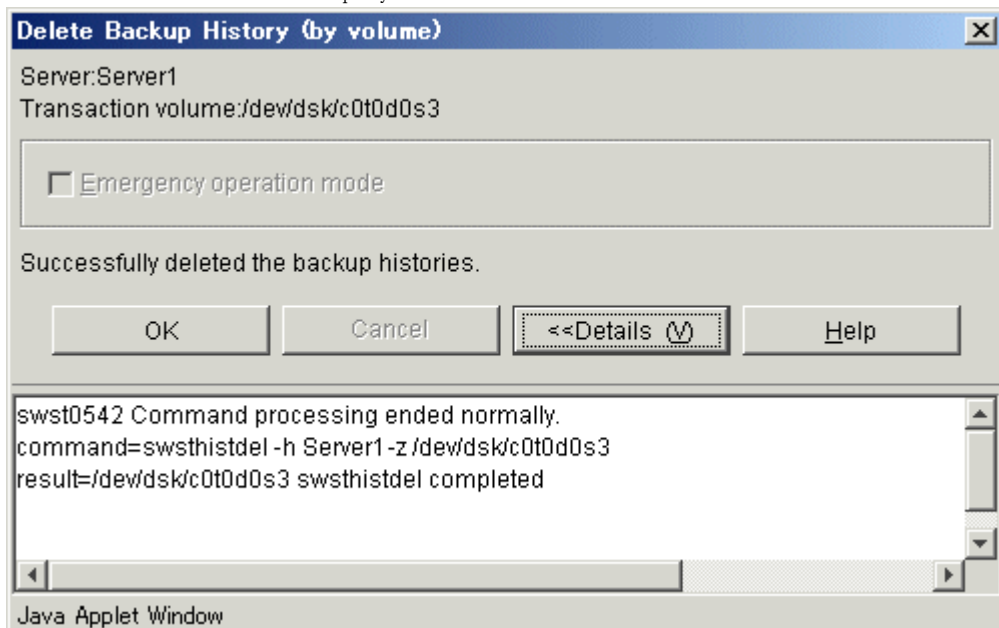 Delete Backup History (by volume)
Server:Server1
Transaction volume:/dev/dsk/c0t0d0s3
Emergency operation mode
Successfully deleted the backup histories.
OK Cancel <<Details (V) Help
swst0542 Command processing ended normally.
command=swsthistdel -h Server1 -z /dev/dsk/c0t0d0s3
result=/dev/dsk/c0t0d0s3 swsthistdel completed
Java Applet Window